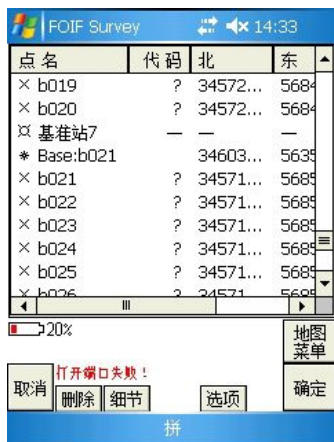 FOIF Survey 14:33
点名 代码 北 东
× b019 ? 34572... 5684
× b020 ? 34572... 5684
基准站7 — — —
* Base:b021 34603... 5635
× b021 ? 34571... 5685
× b022 ? 34571... 5685
× b023 ? 34571... 5685
× b024 ? 34571... 5685
× b025 ? 34571... 5685
× b026 ? 34571 5685
20%
地图
菜单
打开端口失败！
取消 删除 细节 选项 确定
拼